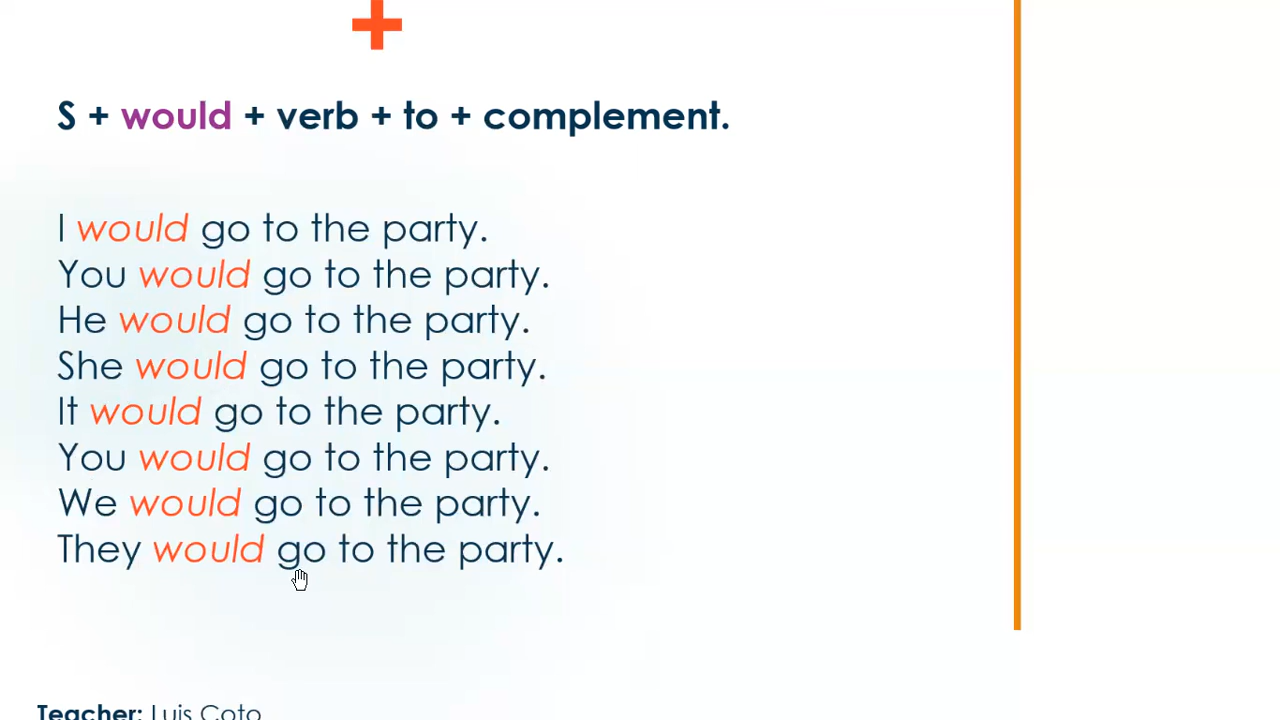 S + would + verb + to + complement.
I would go to the party.
You would go to the party.
He would go to the party.
She would go to the party.
It would go to the party.
You would go to the party.
We would go to the party.
They would go to the party.
Teacher: Luis Coto